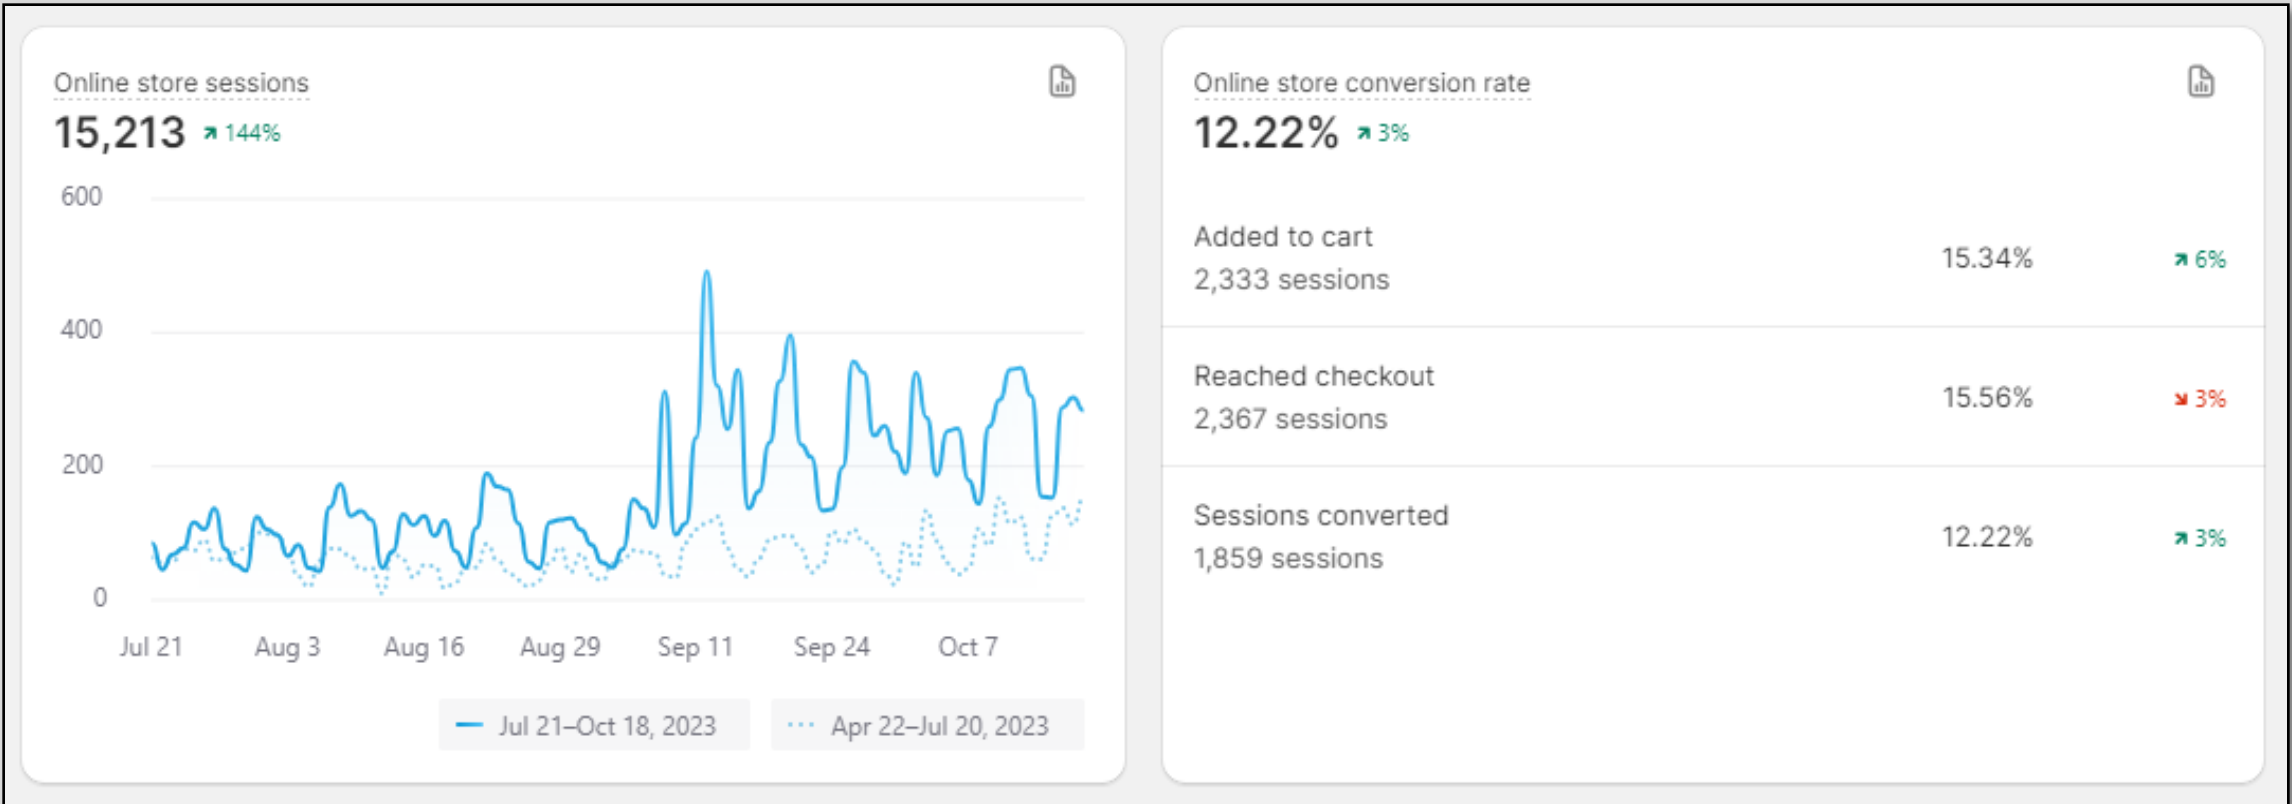 Online store sessions
15,213 144%
600
400
200
0
Jul 21 Aug 3 Aug 16 Aug 29 Sep 11 Sep 24 Oct 7
Jul 21–Oct 18, 2023 Apr 22–Jul 20, 2023
Online store conversion rate
12.22% 3%
Added to cart
2,333 sessions
15.34% 6%
Reached checkout
2,367 sessions
15.56% 3%
Sessions converted
1,859 sessions
12.22% 3%